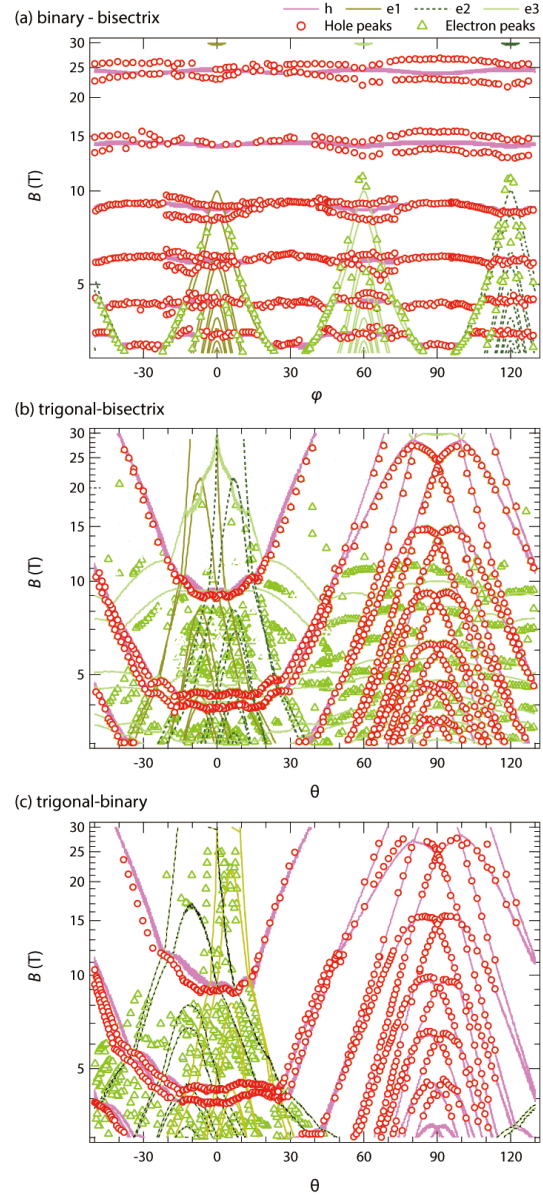 h e1 e2 e3
(a) binary - bisectrix
Hole peaks Electron peaks
30
25
20
15
10
5
B (T)
-30 0 30 60 90 120
φ
(b) trigonal-bisectrix
30
25
20
15
10
5
B (T)
-30 0 30 60 90 120
θ
(c) trigonal-binary
30
25
20
15
10
5
B (T)
-30 0 30 60 90 120
θ